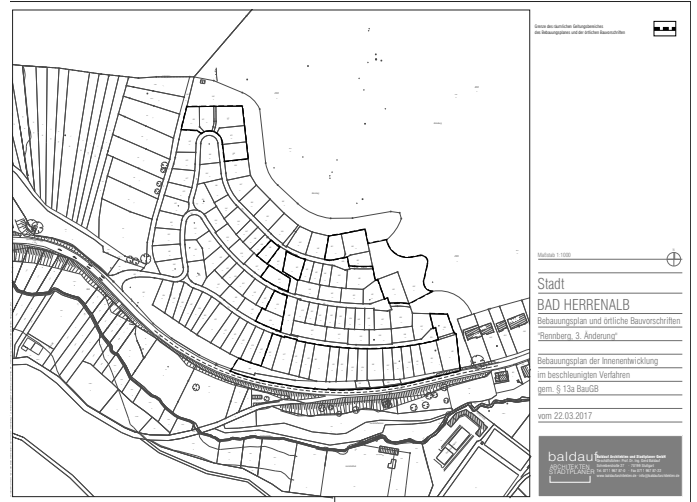 Grenze des räumlichen Geltungsbereiches
des Bebauungsplanes und der örtlichen Bauvorschriften
Maßstab 1:1000
Stadt
BAD HERRENALB
Bebauungsplan und örtliche Bauvorschriften
"Rennberg, 3. Änderung"
Bebauungsplan der Innenentwicklung
im beschleunigten Verfahren
gem. § 13a BauGB
vom 22.03.2017
baldauf
ARCHITEKTEN
STADTPLANER